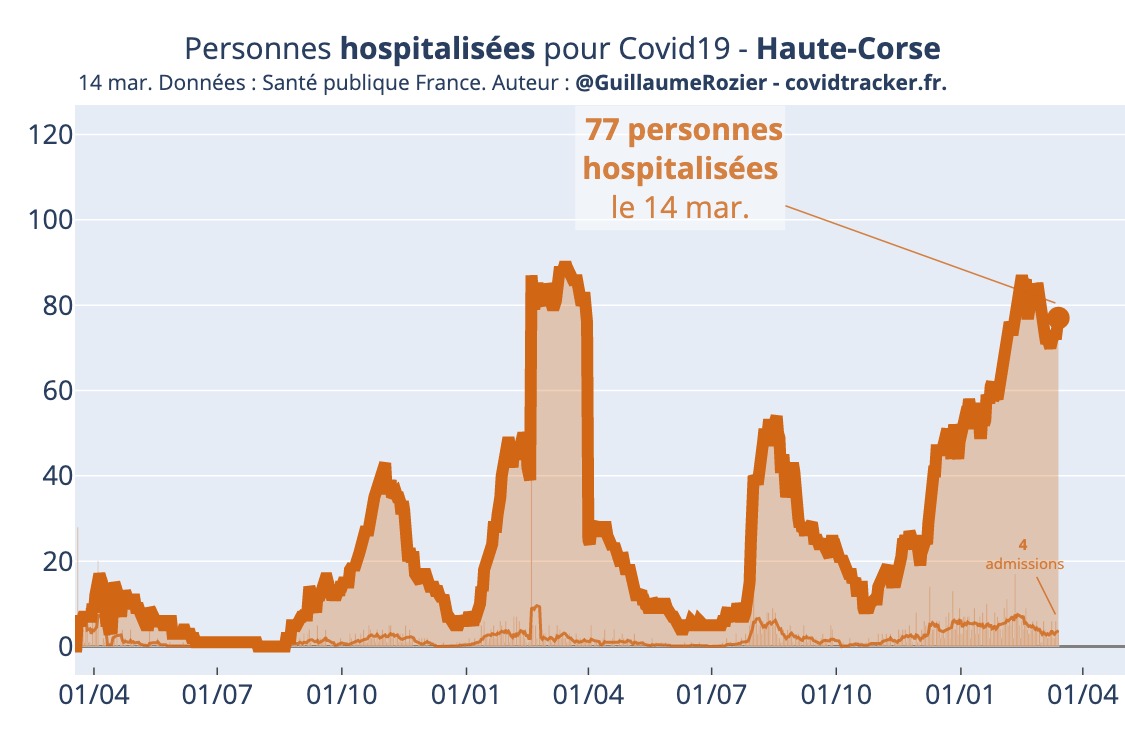 Personnes hospitalisées pour Covid19 - Haute-Corse
14 mar. Données : Santé publique France. Auteur : @GuillaumeRozier - covidtracker.fr.
77 personnes
hospitalisées
le 14 mar.
120
100
80
60
40
20
0
4
admissions
01/04 01/07 01/10 01/01 01/04 01/07 01/10 01/01 01/04